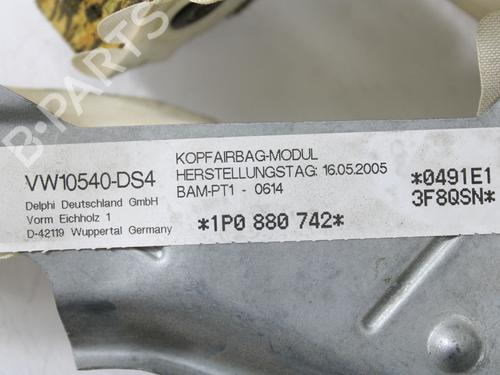 B-PARTS
VW10540-DS4
Delphi Deutschland GmbH
Vorm Eichholz 1
D-42119 Wuppertal Germany
KOPFAIRBAG-MODUL
HERSTELLUNGSTAG: 16.05.2005
BAM-PT1 - 0614
*1P0 880 742*
*0491E1
3F8QSN*